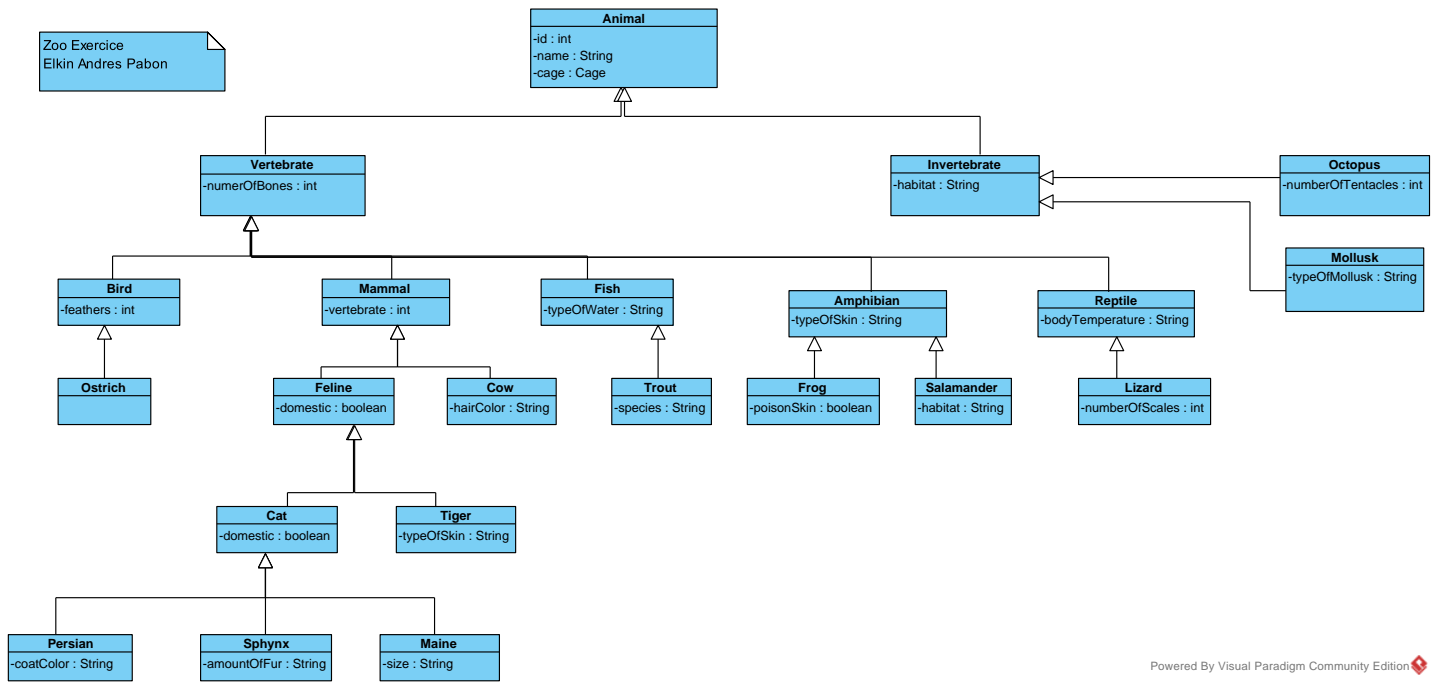 Zoo Exercice
Elkin Andres Pabon
Animal
-id : int
-name : String
-cage : Cage
Vertebrate
-numerOfBones : int
Invertebrate
-habitat : String
Octopus
-numberOfTentacles : int
Mollusk
-typeOfMollusk : String
Bird
-feathers : int
Mammal
-vertebrate : int
Fish
-typeOfWater : String
Amphibian
-typeOfSkin : String
Reptile
-bodyTemperature : String
Ostrich
Feline
-domestic : boolean
Cow
-hairColor : String
Trout
-species : String
Frog
-poisonSkin : boolean
Salamander
-habitat : String
Lizard
-numberOfScales : int
Cat
-domestic : boolean
Tiger
-typeOfSkin : String
Persian
-coatColor : String
Sphynx
-amountOfFur : String
Maine
-size : String
Powered By Visual Paradigm Community Edition